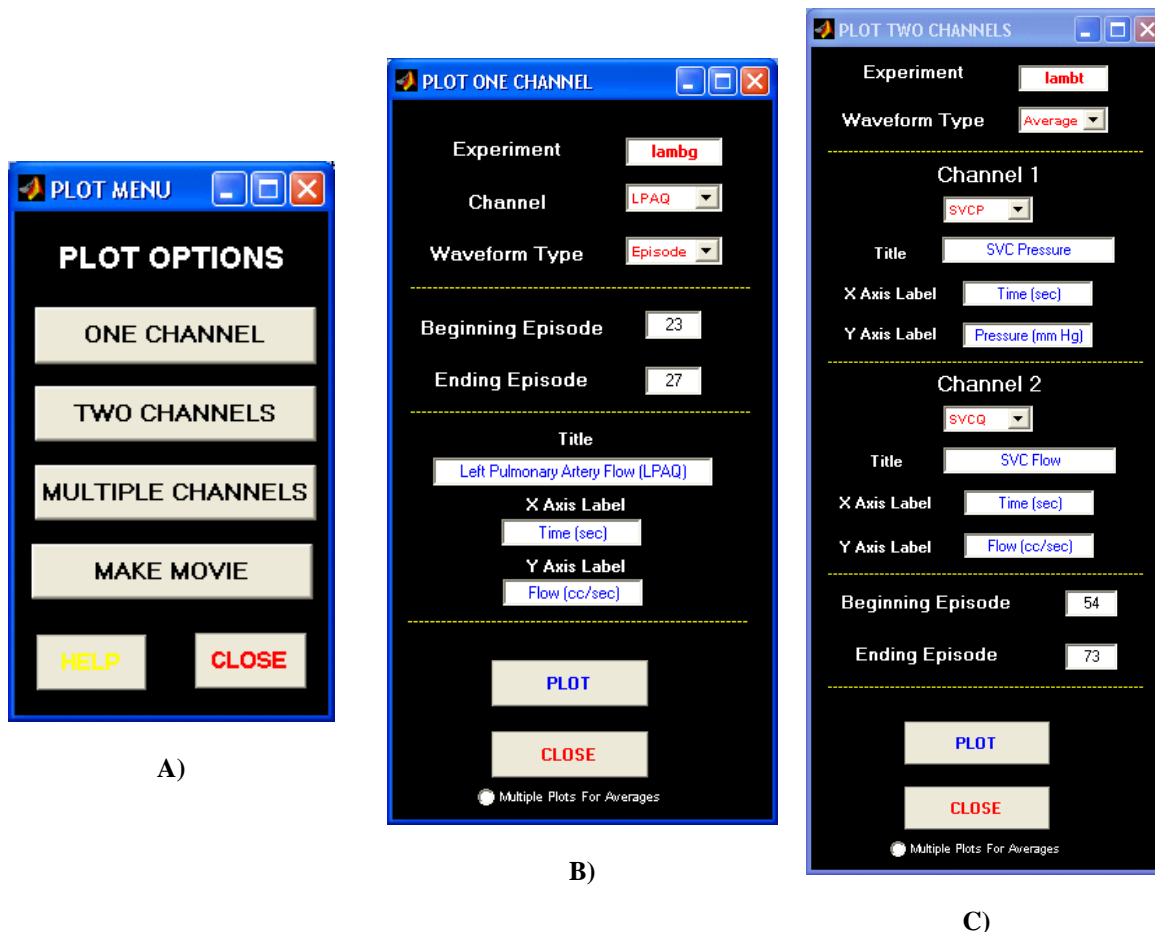 PLOT MENU
PLOT OPTIONS
ONE CHANNEL
TWO CHANNELS
MULTIPLE CHANNELS
MAKE MOVIE
HELP CLOSE
A)
PLOT ONE CHANNEL
Experiment lambg
Channel LPAQ
Waveform Type Episode
Beginning Episode 23
Ending Episode 27
Title
Left Pulmonary Artery Flow (LPAQ)
X Axis Label
Time (sec)
Y Axis Label
Flow (cc/sec)
PLOT
CLOSE
Multiple Plots For Averages
B)
PLOT TWO CHANNELS
Experiment lambt
Waveform Type Average
Channel 1
SVCP
Title SVC Pressure
X Axis Label Time (sec)
Y Axis Label Pressure (mm Hg)
Channel 2
SVCQ
Title SVC Flow
X Axis Label Time (sec)
Y Axis Label Flow (cc/sec)
Beginning Episode 54
Ending Episode 73
PLOT
CLOSE
Multiple Plots For Averages
C)